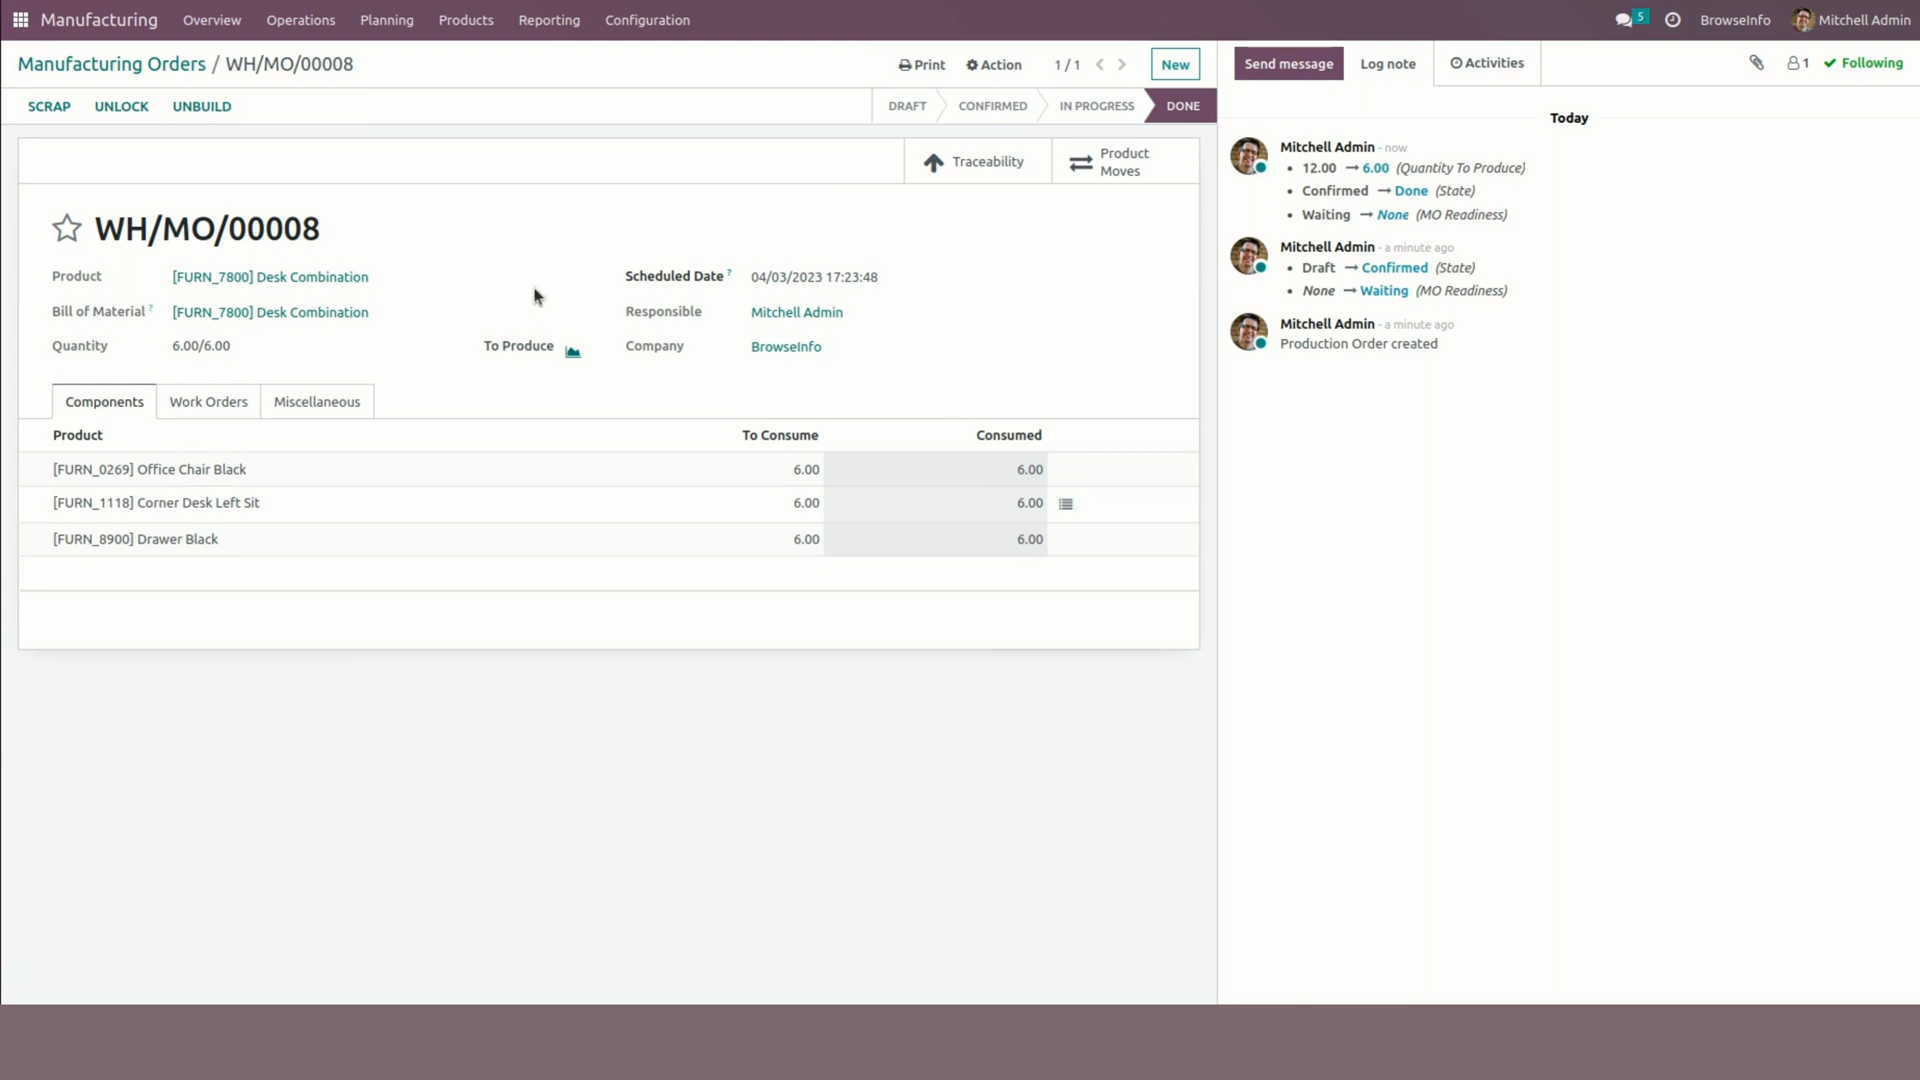 Manufacturing Overview Operations Planning Products Reporting Configuration 5 BrowseInfo Mitchell Admin
Manufacturing Orders / WH/MO/00008 Print Action 1 / 1 New
SCRAP UNLOCK UNBUILD DRAFT CONFIRMED IN PROGRESS DONE
Traceability Product
Moves
WH/MO/00008
Product [FURN_7800] Desk Combination Scheduled Date ? 04/03/2023 17:23:48
Bill of Material ? [FURN_7800] Desk Combination Responsible Mitchell Admin
Quantity 6.00/6.00 To Produce Company BrowseInfo
Components Work Orders Miscellaneous
Product To Consume Consumed
[FURN_0269] Office Chair Black 6.00 6.00
[FURN_1118] Corner Desk Left Sit 6.00 6.00
[FURN_8900] Drawer Black 6.00 6.00
Send message Log note Activities 1 Following
Today
Mitchell Admin - now
• 12.00 → 6.00 (Quantity To Produce)
• Confirmed → Done (State)
• Waiting → None (MO Readiness)
Mitchell Admin - a minute ago
• Draft → Confirmed (State)
• None → Waiting (MO Readiness)
Mitchell Admin - a minute ago
Production Order created